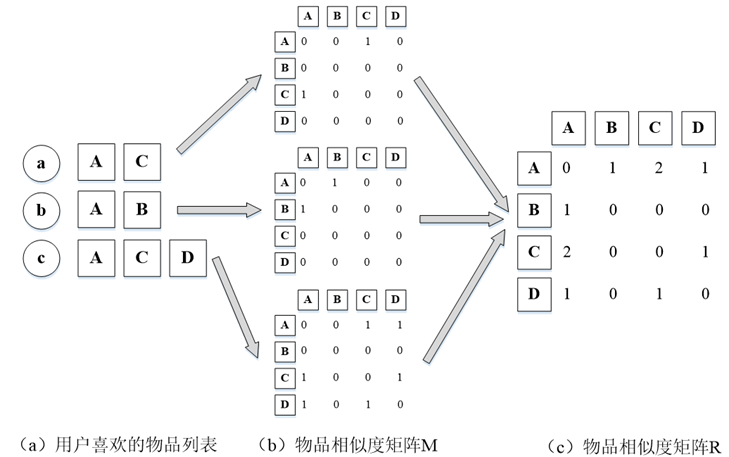 a A C
b A B
c A C D
A B C D
A 0 0 1 0
B 0 0 0 0
C 1 0 0 0
D 0 0 0 0
A B C D
A 0 1 0 0
B 1 0 0 0
C 0 0 0 0
D 0 0 0 0
A B C D
A 0 0 1 1
B 0 0 0 0
C 1 0 0 1
D 1 0 1 0
A B C D
A 0 1 2 1
B 1 0 0 0
C 2 0 0 1
D 1 0 1 0
（a）用户喜欢的物品列表
（b）物品相似度矩阵M
（c）物品相似度矩阵R